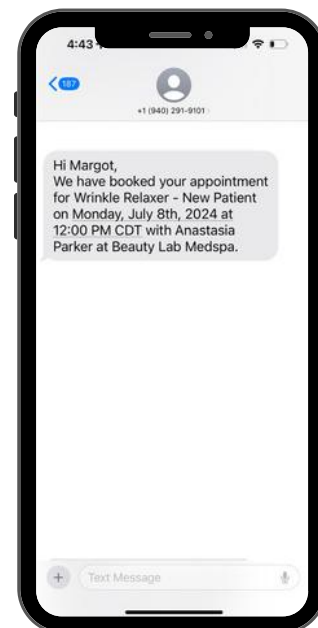 4:43
187
+1 (940) 291-9101
Hi Margot,
We have booked your appointment
for Wrinkle Relaxer - New Patient
on Monday, July 8th, 2024 at
12:00 PM CDT with Anastasia
Parker at Beauty Lab Medspa.
+ Text Message